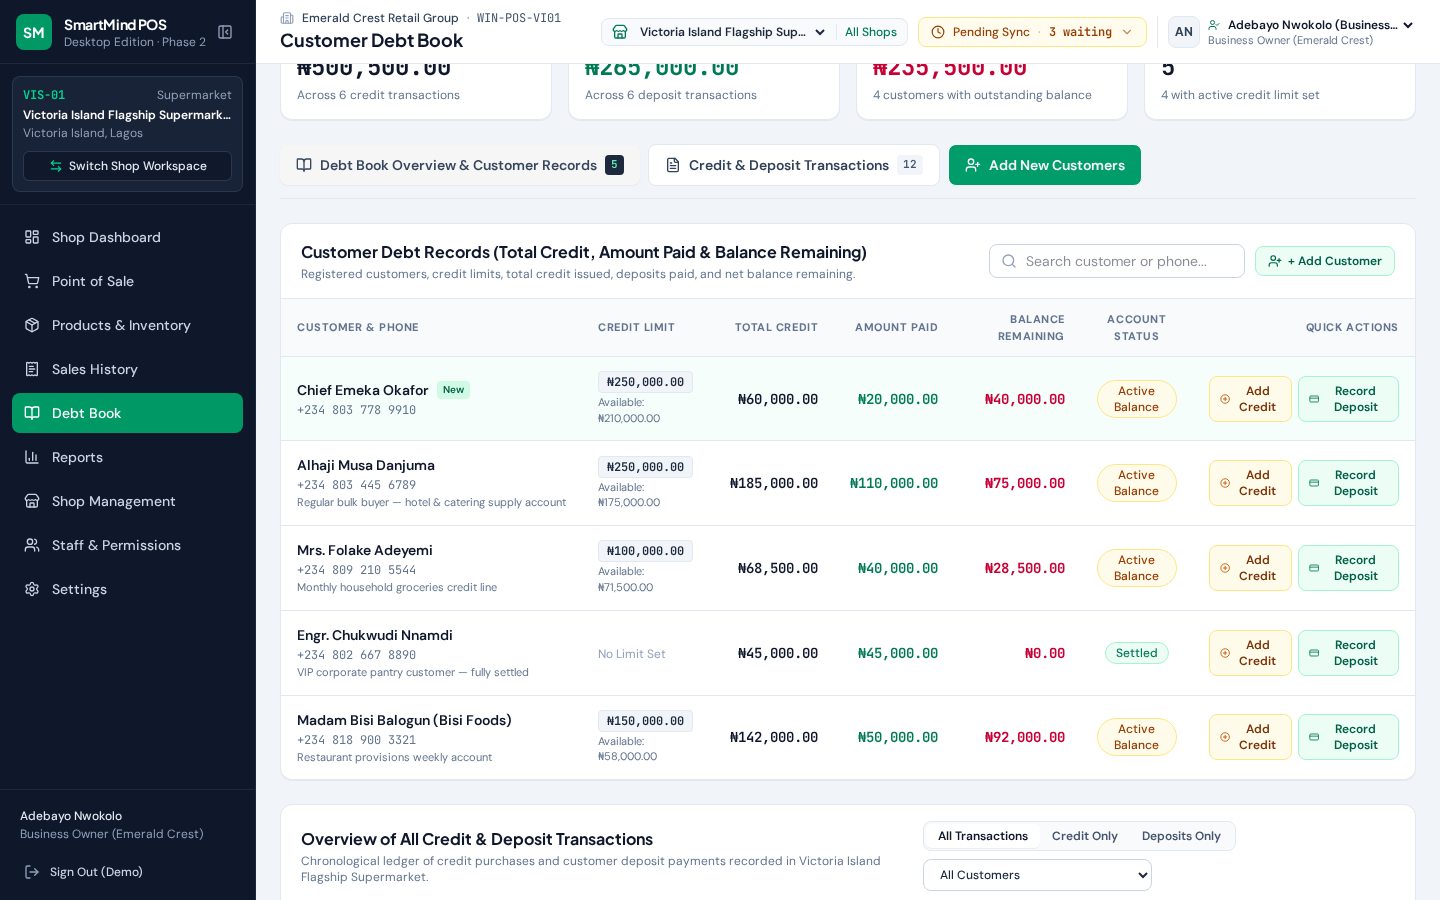 SM
SmartMind POS
Desktop Edition · Phase 2
VIS-01
Supermarket
Victoria Island Flagship Supermark...
Victoria Island, Lagos
Switch Shop Workspace
Shop Dashboard
Point of Sale
Products & Inventory
Sales History
Debt Book
Reports
Shop Management
Staff & Permissions
Settings
Adebayo Nwokolo
Business Owner (Emerald Crest)
Sign Out (Demo)
Emerald Crest Retail Group · WIN-POS-VI01
Customer Debt Book
Victoria Island Flagship Sup...
All Shops
Pending Sync · 3 waiting
AN
Adebayo Nwokolo (Business...
Business Owner (Emerald Crest)
₦500,500.00
Across 6 credit transactions
₦265,000.00
Across 6 deposit transactions
₦235,500.00
4 customers with outstanding balance
5
4 with active credit limit set
Debt Book Overview & Customer Records 5
Credit & Deposit Transactions 12
Add New Customers
Customer Debt Records (Total Credit, Amount Paid & Balance Remaining)
Registered customers, credit limits, total credit issued, deposits paid, and net balance remaining.
Search customer or phone...
+ Add Customer
CUSTOMER & PHONE
CREDIT LIMIT
TOTAL CREDIT
AMOUNT PAID
BALANCE
REMAINING
ACCOUNT
STATUS
QUICK ACTIONS
Chief Emeka Okafor New
+234 803 778 9910
₦250,000.00
Available:
₦210,000.00
₦60,000.00
₦20,000.00
₦40,000.00
Active
Balance
Add
Credit
Record
Deposit
Alhaji Musa Danjuma
+234 803 445 6789
Regular bulk buyer — hotel & catering supply account
₦250,000.00
Available:
₦175,000.00
₦185,000.00
₦110,000.00
₦75,000.00
Active
Balance
Add
Credit
Record
Deposit
Mrs. Folake Adeyemi
+234 809 210 5544
Monthly household groceries credit line
₦100,000.00
Available:
₦71,500.00
₦68,500.00
₦40,000.00
₦28,500.00
Active
Balance
Add
Credit
Record
Deposit
Engr. Chukwudi Nnamdi
+234 802 667 8890
VIP corporate pantry customer — fully settled
No Limit Set
₦45,000.00
₦45,000.00
₦0.00
Settled
Add
Credit
Record
Deposit
Madam Bisi Balogun (Bisi Foods)
+234 818 900 3321
Restaurant provisions weekly account
₦150,000.00
Available:
₦58,000.00
₦142,000.00
₦50,000.00
₦92,000.00
Active
Balance
Add
Credit
Record
Deposit
Overview of All Credit & Deposit Transactions
Chronological ledger of credit purchases and customer deposit payments recorded in Victoria Island
Flagship Supermarket.
All Transactions
Credit Only
Deposits Only
All Customers